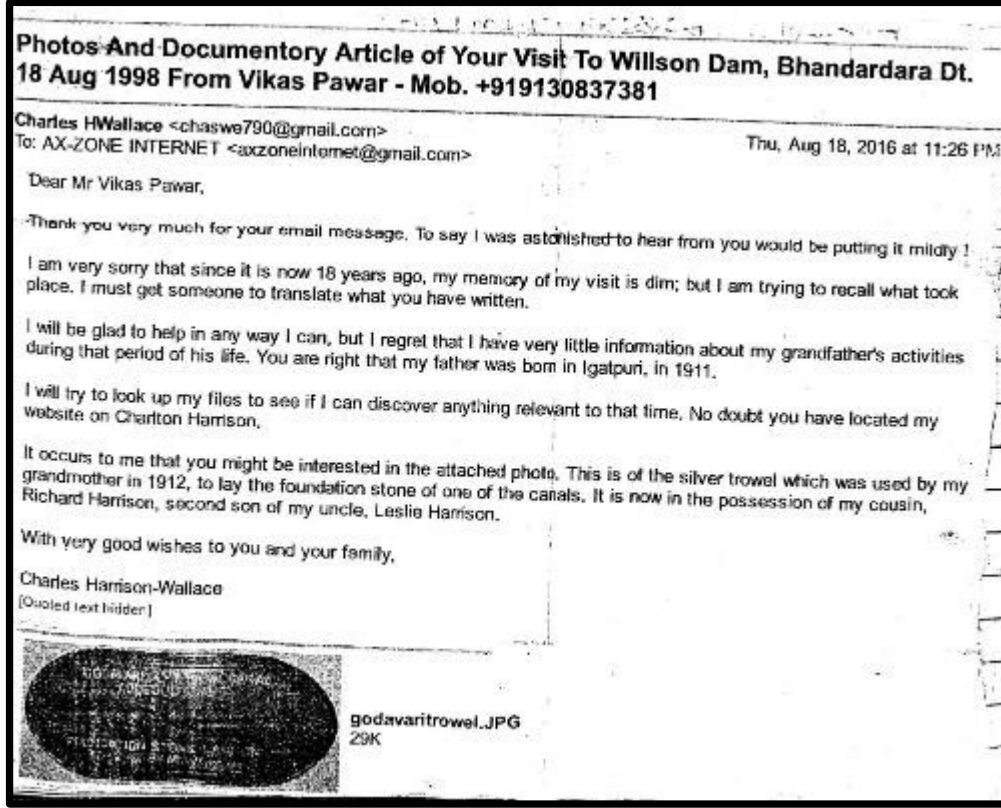 Photos And Documentory Article of Your Visit To Willson Dam, Bhandardara Dt.
18 Aug 1998 From Vikas Pawar - Mob. +919130837381
Charles HWallace <chaswe790@gmail.com>
Thu, Aug 18, 2016 at 11:26 PM
To: AX-ZONE INTERNET <axzoneinternet@gmail.com>
Dear Mr Vikas Pawar,
Thank you very much for your email message. To say I was astonished to hear from you would be putting it mildly !
I am very sorry that since it is now 18 years ago, my memory of my visit is dim; but I am trying to recall what took
place. I must get someone to translate what you have written.
I will be glad to help in any way I can, but I regret that I have very little information about my grandfather's activities
during that period of his life. You are right that my father was born in Igatpuri, in 1911.
I will try to look up my files to see if I can discover anything relevant to that time. No doubt you have located my
website on Charlton Harrison.
It occurs to me that you might be interested in the attached photo. This is of the silver trowel which was used by my
grandmother in 1912, to lay the foundation stone of one of the canals. It is now in the possession of my cousin,
Richard Harrison, second son of my uncle, Leslie Harrison.
With very good wishes to you and your family,
Charles Harrison-Wallace
[Quoted text hidden]
godavaritrowel.JPG
29K